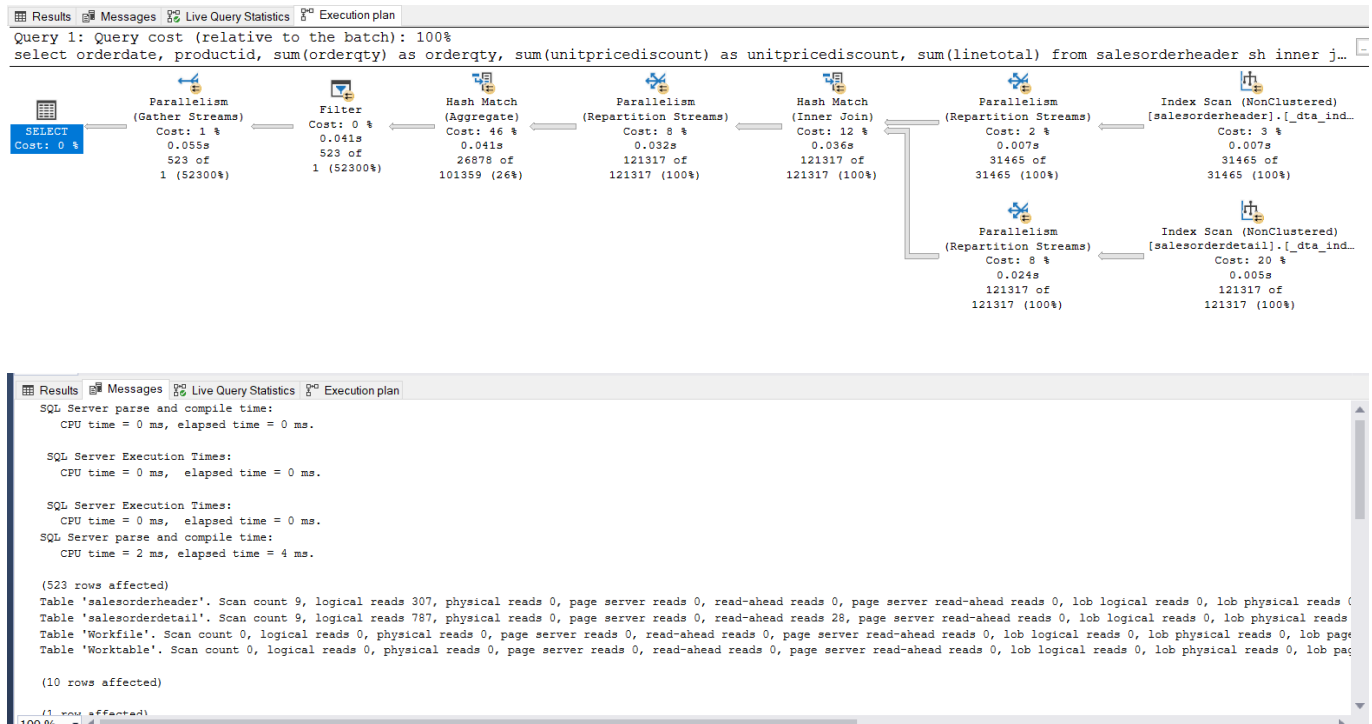 Results Messages Live Query Statistics Execution plan
Query 1: Query cost (relative to the batch): 100%
select orderdate, productid, sum(orderqty) as orderqty, sum(unitpricediscount) as unitpricediscount, sum(linetotal) from salesorderheader sh inner j…
SELECT
Cost: 0 %
Parallelism
(Gather Streams)
Cost: 1 %
0.055s
523 of
1 (52300%)
Filter
Cost: 0 %
0.041s
523 of
1 (52300%)
Hash Match
(Aggregate)
Cost: 46 %
0.041s
26878 of
101359 (26%)
Parallelism
(Repartition Streams)
Cost: 8 %
0.032s
121317 of
121317 (100%)
Hash Match
(Inner Join)
Cost: 12 %
0.036s
121317 of
121317 (100%)
Parallelism
(Repartition Streams)
Cost: 2 %
0.007s
31465 of
31465 (100%)
Index Scan (NonClustered)
[salesorderheader].[_dta_ind…
Cost: 3 %
0.007s
31465 of
31465 (100%)
Parallelism
(Repartition Streams)
Cost: 8 %
0.024s
121317 of
121317 (100%)
Index Scan (NonClustered)
[salesorderdetail].[_dta_ind…
Cost: 20 %
0.005s
121317 of
121317 (100%)
Results Messages Live Query Statistics Execution plan
SQL Server parse and compile time:
CPU time = 0 ms, elapsed time = 0 ms.
SQL Server Execution Times:
CPU time = 0 ms, elapsed time = 0 ms.
SQL Server Execution Times:
CPU time = 0 ms, elapsed time = 0 ms.
SQL Server parse and compile time:
CPU time = 2 ms, elapsed time = 4 ms.
(523 rows affected)
Table 'salesorderheader'. Scan count 9, logical reads 307, physical reads 0, page server reads 0, read-ahead reads 0, page server read-ahead reads 0, lob logical reads 0, lob physical reads
Table 'salesorderdetail'. Scan count 9, logical reads 787, physical reads 0, page server reads 0, read-ahead reads 28, page server read-ahead reads 0, lob logical reads 0, lob physical reads
Table 'Workfile'. Scan count 0, logical reads 0, physical reads 0, page server reads 0, read-ahead reads 0, page server read-ahead reads 0, lob logical reads 0, lob physical reads 0, lob page
Table 'Worktable'. Scan count 0, logical reads 0, physical reads 0, page server reads 0, read-ahead reads 0, page server read-ahead reads 0, lob logical reads 0, lob physical reads 0, lob
(10 rows affected)
(1 row affected)
100 %